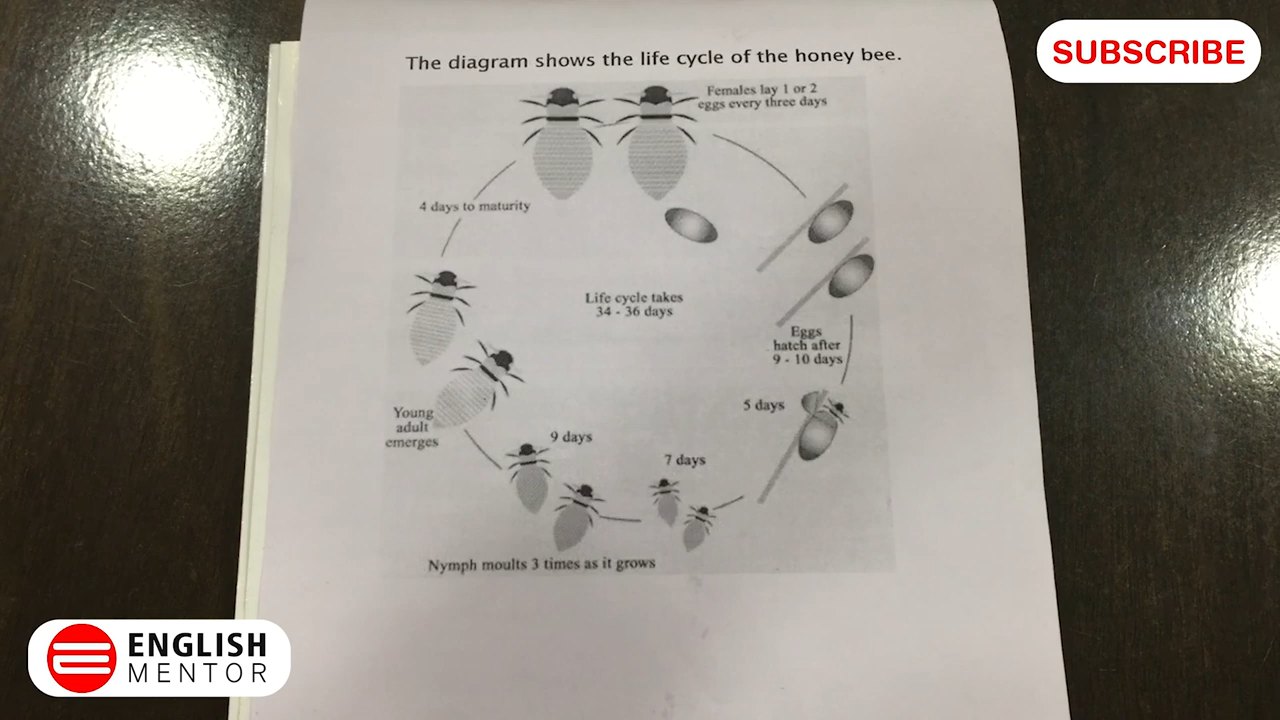 The diagram shows the life cycle of the honey bee.
SUBSCRIBE
Females lay 1 or 2
eggs every three days
4 days to maturity
Life cycle takes
34 - 36 days
Eggs
hatch after
9 - 10 days
5 days
Young
adult
emerges
9 days
7 days
Nymph moults 3 times as it grows
ENGLISH
MENTOR